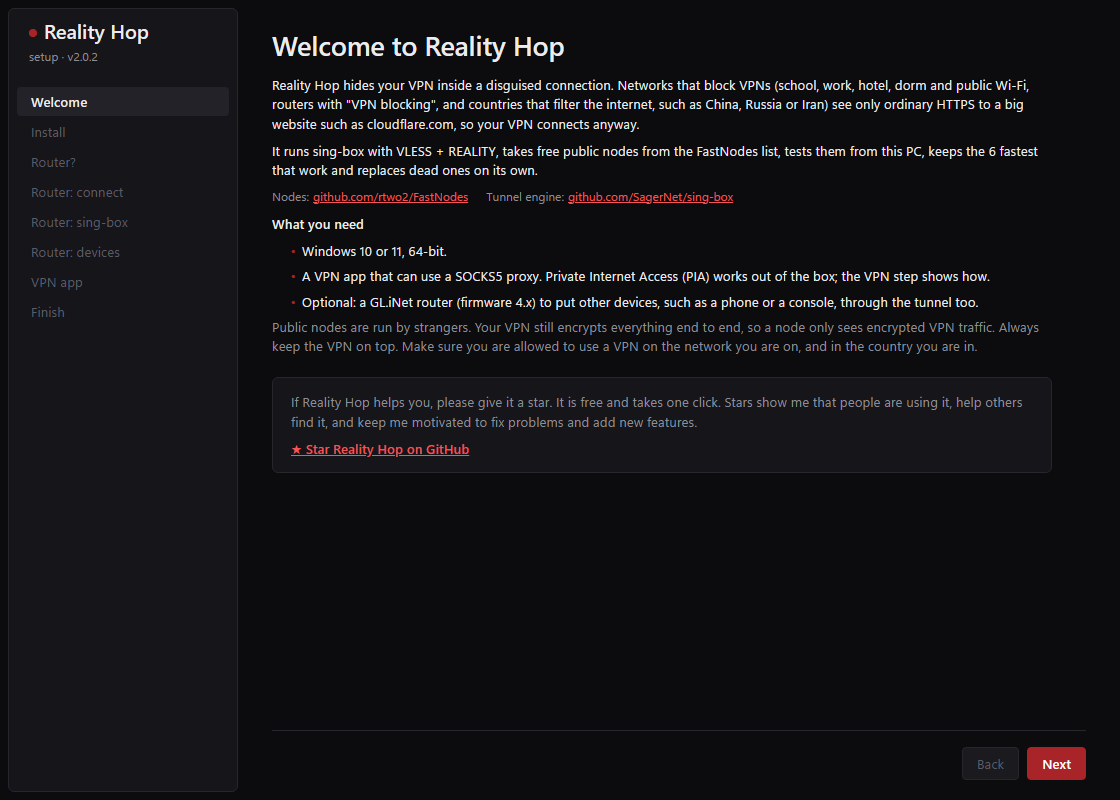 Reality Hop
setup · v2.0.2
Welcome
Install
Router?
Router: connect
Router: sing-box
Router: devices
VPN app
Finish
Welcome to Reality Hop
Reality Hop hides your VPN inside a disguised connection. Networks that block VPNs (school, work, hotel, dorm and public Wi-Fi,
routers with "VPN blocking", and countries that filter the internet, such as China, Russia or Iran) see only ordinary HTTPS to a big
website such as cloudflare.com, so your VPN connects anyway.
It runs sing-box with VLESS + REALITY, takes free public nodes from the FastNodes list, tests them from this PC, keeps the 6 fastest
that work and replaces dead ones on its own.
Nodes: github.com/rtwo2/FastNodes Tunnel engine: github.com/SagerNet/sing-box
What you need
• Windows 10 or 11, 64-bit.
• A VPN app that can use a SOCKS5 proxy. Private Internet Access (PIA) works out of the box; the VPN step shows how.
• Optional: a GL.iNet router (firmware 4.x) to put other devices, such as a phone or a console, through the tunnel too.
Public nodes are run by strangers. Your VPN still encrypts everything end to end, so a node only sees encrypted VPN traffic. Always
keep the VPN on top. Make sure you are allowed to use a VPN on the network you are on, and in the country you are in.
If Reality Hop helps you, please give it a star. It is free and takes one click. Stars show me that people are using it, help others
find it, and keep me motivated to fix problems and add new features.
★ Star Reality Hop on GitHub
Back
Next